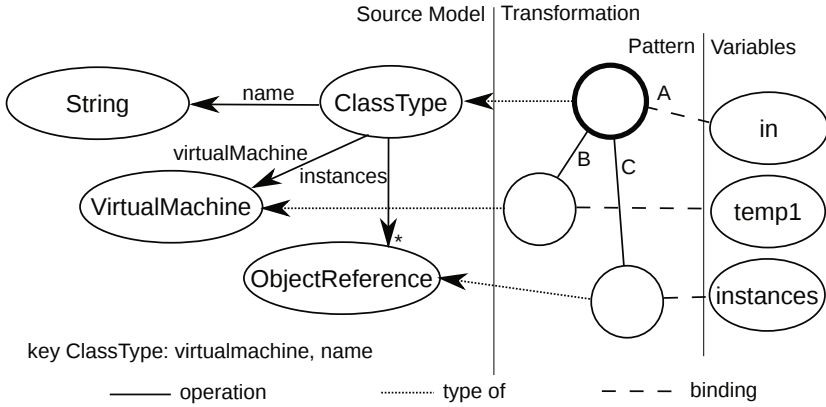 Source Model
Transformation
Pattern
Variables
String
name
ClassType
A
in
virtualMachine
instances
B
C
VirtualMachine
temp1
*
ObjectReference
instances
key ClassType: virtualmachine, name
operation
type of
binding